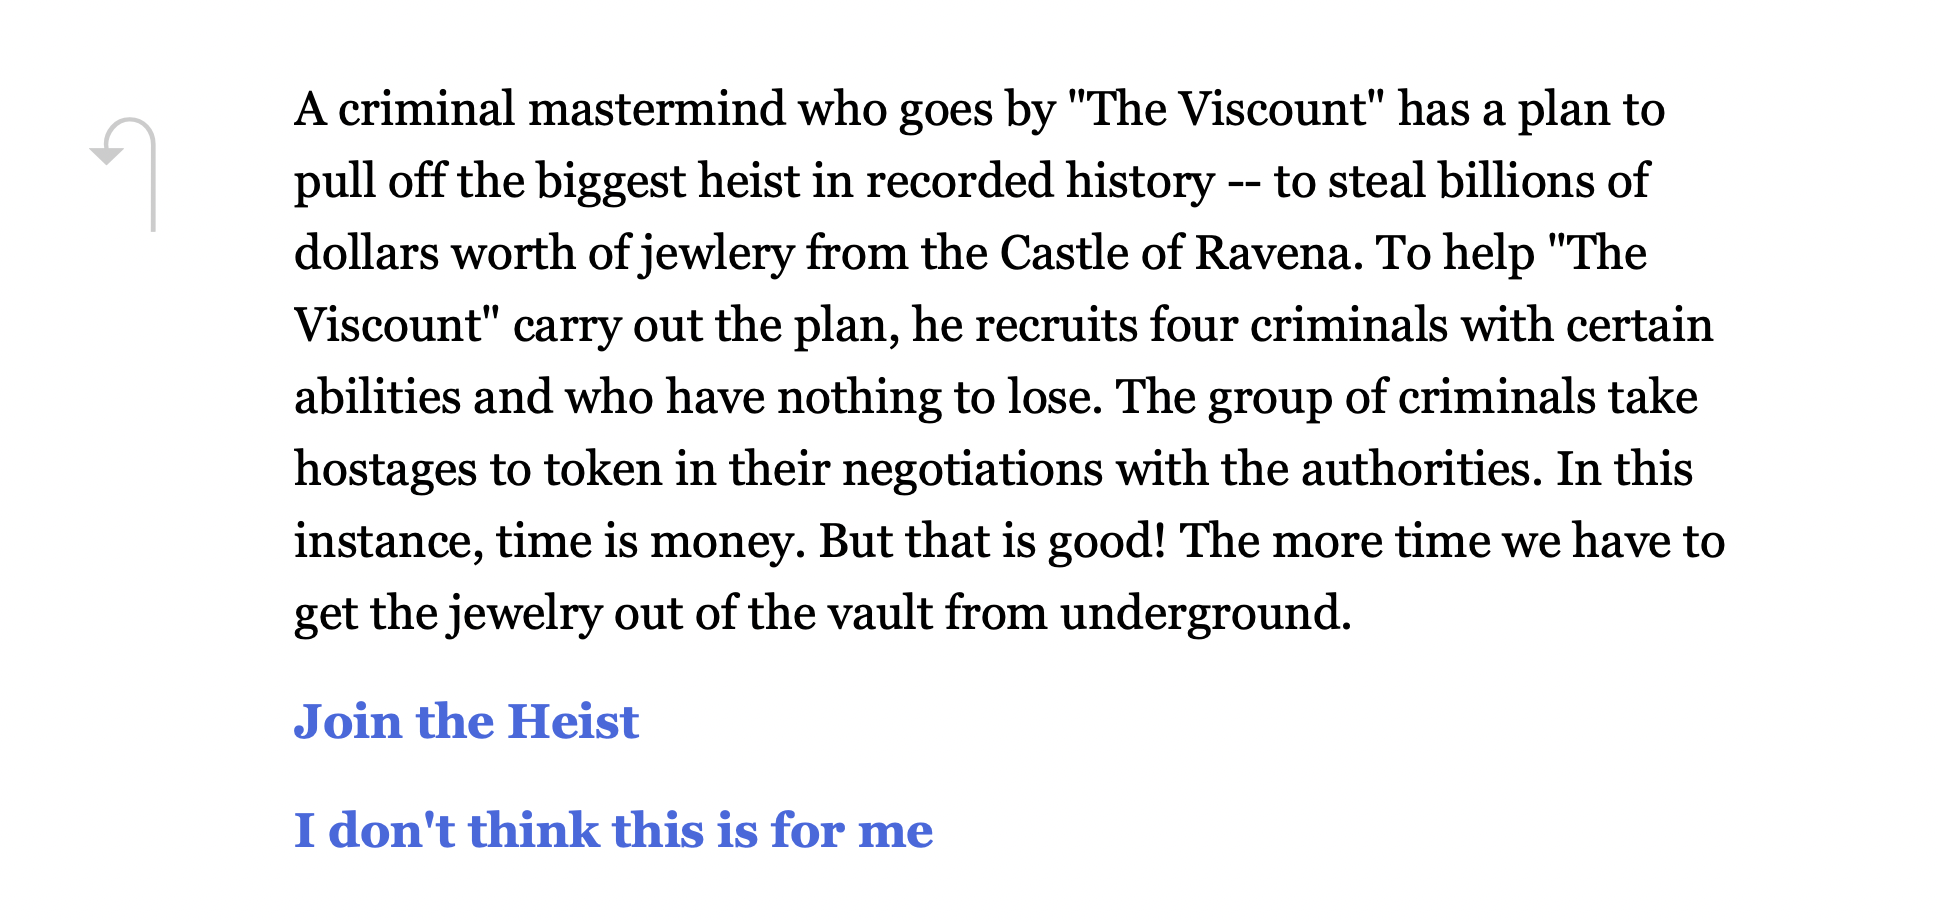 A criminal mastermind who goes by "The Viscount" has a plan to
pull off the biggest heist in recorded history -- to steal billions of
dollars worth of jewlery from the Castle of Ravena. To help "The
Viscount" carry out the plan, he recruits four criminals with certain
abilities and who have nothing to lose. The group of criminals take
hostages to token in their negotiations with the authorities. In this
instance, time is money. But that is good! The more time we have to
get the jewelry out of the vault from underground.
Join the Heist
I don't think this is for me